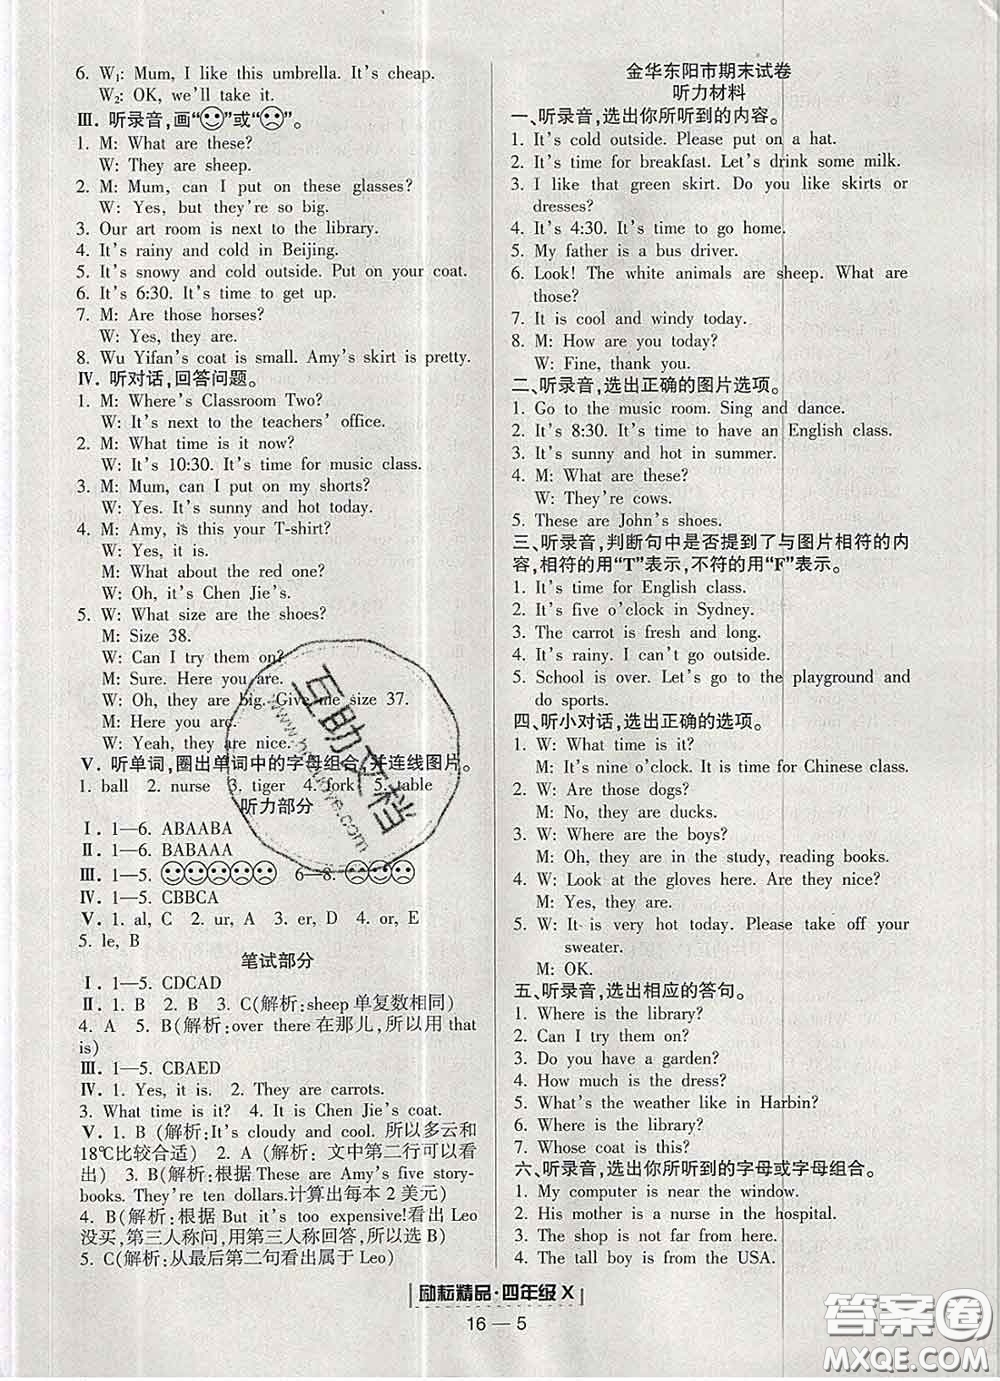 6. W₁: Mum, I like this umbrella. It's cheap.
W₂: OK, we'll take it.
Ⅲ. 听录音,画“☺”或“☹”。
1. M: What are these?
W: They are sheep.
2. M: Mum, can I put on these glasses?
W: Yes, but they're so big.
3. Our art room is next to the library.
4. It's rainy and cold in Beijing.
5. It's snowy and cold outside. Put on your coat.
6. It's 6:30. It's time to get up.
7. M: Are those horses?
W: Yes, they are.
8. Wu Yifan's coat is small. Amy's skirt is pretty.
Ⅳ. 听对话,回答问题。
1. M: Where's Classroom Two?
W: It's next to the teachers' office.
2. M: What time is it now?
W: It's 10:30. It's time for music class.
3. M: Mum, can I put on my shorts?
W: Yes. It's sunny and hot today.
4. M: Amy, is this your T-shirt?
W: Yes, it is.
M: What about the red one?
W: Oh, it's Chen Jie's.
5. W: What size are the shoes?
M: Size 38.
W: Can I try them on?
M: Sure. Here you are.
W: Oh, they are big. Give me size 37.
M: Here you are.
W: Yeah, they are nice.
Ⅴ. 听单词,圈出单词中的字母组合,并连线图片。
1. ball 2. nurse 3. tiger 4. fork 5. table
听力部分
Ⅰ. 1—6. ABAABA
Ⅱ. 1—6. BABAAA
Ⅲ. 1—5. 6—8.
Ⅳ. 1—5. CBBCA
Ⅴ. 1. al, C 2. ur, A 3. er, D 4. or, E
5. le, B
笔试部分
Ⅰ. 1—5. CDCAD
Ⅱ. 1. B 2. B 3. C(解析:sheep 单复数相同)
4. A 5. B(解析:over there 在那儿,所以用 that
is)
Ⅲ. 1—5. CBAED
Ⅳ. 1. Yes, it is. 2. They are carrots.
3. What time is it? 4. It is Chen Jie's coat.
Ⅴ. 1. B (解析:It's cloudy and cool. 所以多云和
18℃比较合适) 2. A (解析: 文中第二行可以看
出) 3. B(解析:根据 These are Amy's five story-
books. They're ten dollars.计算出每本 2 美元)
4. B(解析:根据 But it's too expensive!看出 Leo
没买,第三人称问,用第三人称回答,所以选 B)
5. C(解析:从最后第二句看出属于 Leo)
金华东阳市期末试卷
听力材料
一、听录音,选出你所听到的内容。
1. It's cold outside. Please put on a hat.
2. It's time for breakfast. Let's drink some milk.
3. I like that green skirt. Do you like skirts or
dresses?
4. It's 4:30. It's time to go home.
5. My father is a bus driver.
6. Look! The white animals are sheep. What are
those?
7. It is cool and windy today.
8. M: How are you today?
W: Fine, thank you.
二、听录音,选出正确的图片选项。
1. Go to the music room. Sing and dance.
2. It's 8:30. It's time to have an English class.
3. It's sunny and hot in summer.
4. M: What are these?
W: They're cows.
5. These are John's shoes.
三、听录音,判断句中是否提到了与图片相符的内
容,相符的用“T”表示,不符的用“F”表示。
1. It's time for English class.
2. It's five o'clock in Sydney.
3. The carrot is fresh and long.
4. It's rainy. I can't go outside.
5. School is over. Let's go to the playground and
do sports.
四、听小对话,选出正确的选项。
1. W: What time is it?
M: It's nine o'clock. It is time for Chinese class.
2. W: Are those dogs?
M: No, they are ducks.
3. W: Where are the boys?
M: Oh, they are in the study, reading books.
4. W: Look at the gloves here. Are they nice?
M: Yes, they are.
5. W: It is very hot today. Please take off your
sweater.
M: OK.
五、听录音,选出相应的答句。
1. Where is the library?
2. Can I try them on?
3. Do you have a garden?
4. How much is the dress?
5. What's the weather like in Harbin?
6. Where is the library?
7. Whose coat is this?
六、听录音,选出你所听到的字母或字母组合。
1. My computer is near the window.
2. His mother is a nurse in the hospital.
3. The shop is not far from here.
4. The tall boy is from the USA.
励耘精品·四年级 X
16 — 5
互助文档
答案圈
MXQE.COM